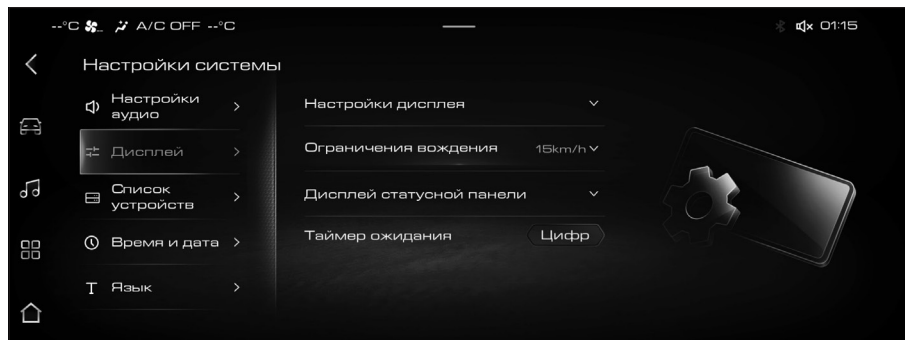 --°C A/C OFF --°C
01:15
Настройки системы
Настройки
аудио
Дисплей
Список
устройств
Время и дата
T Язык
Настройки дисплея
Ограничения вождения 15km/h
Дисплей статусной панели
Таймер ожидания Цифр